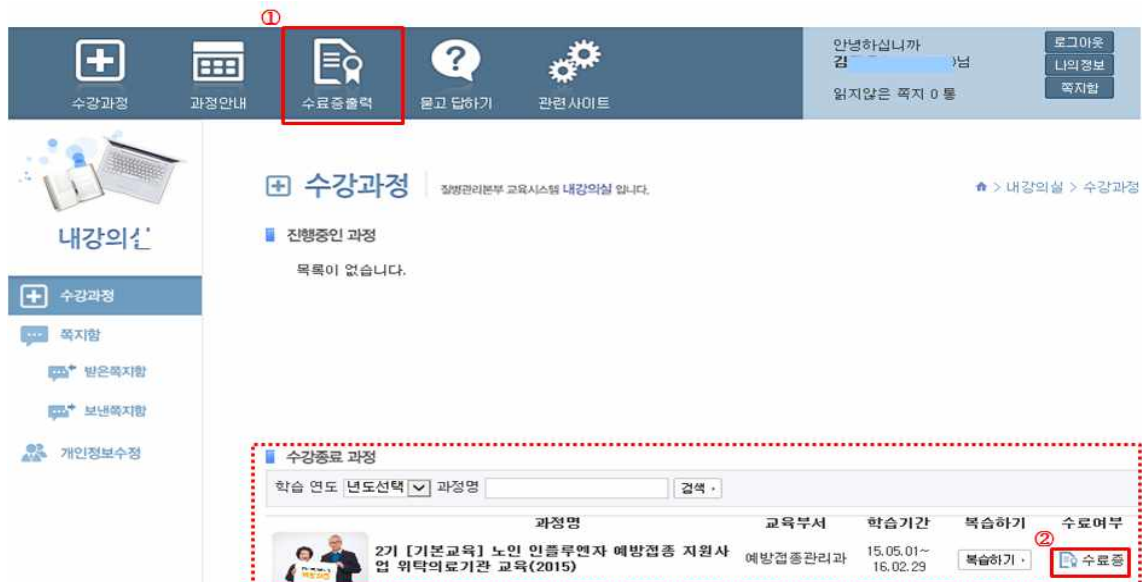 ①
수강과정 과정안내 수료증출력 묻고 답하기 관련사이트
안녕하십니까
김 님
읽지않은 쪽지 0 통
로그아웃
나의정보
쪽지함
내강의실
수강과정
쪽지함
받은쪽지함
보낸쪽지함
개인정보수정
수강과정 질병관리본부 교육시스템 내강의실 입니다.
> 내강의실 > 수강과정
진행중인 과정
목록이 없습니다.
수강종료 과정
학습 연도 년도선택 과정명 검색
과정명 교육부서 학습기간 복습하기 수료여부
②
2기 [기본교육] 노인 인플루엔자 예방접종 지원사
업 위탁의료기관 교육(2015)
예방접종관리과
15.05.01~
16.02.29
복습하기
수료증